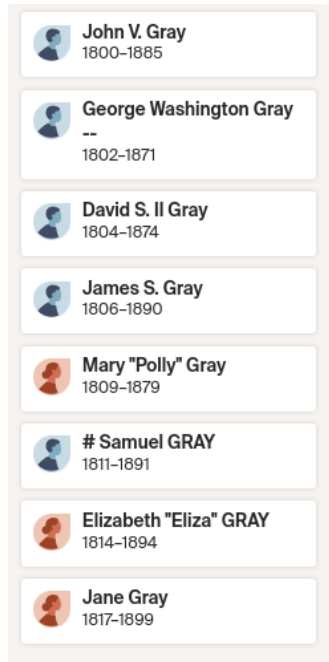 John V. Gray
1800–1885
George Washington Gray
--
1802–1871
David S. II Gray
1804–1874
James S. Gray
1806–1890
Mary "Polly" Gray
1809–1879
# Samuel GRAY
1811–1891
Elizabeth "Eliza" GRAY
1814–1894
Jane Gray
1817–1899